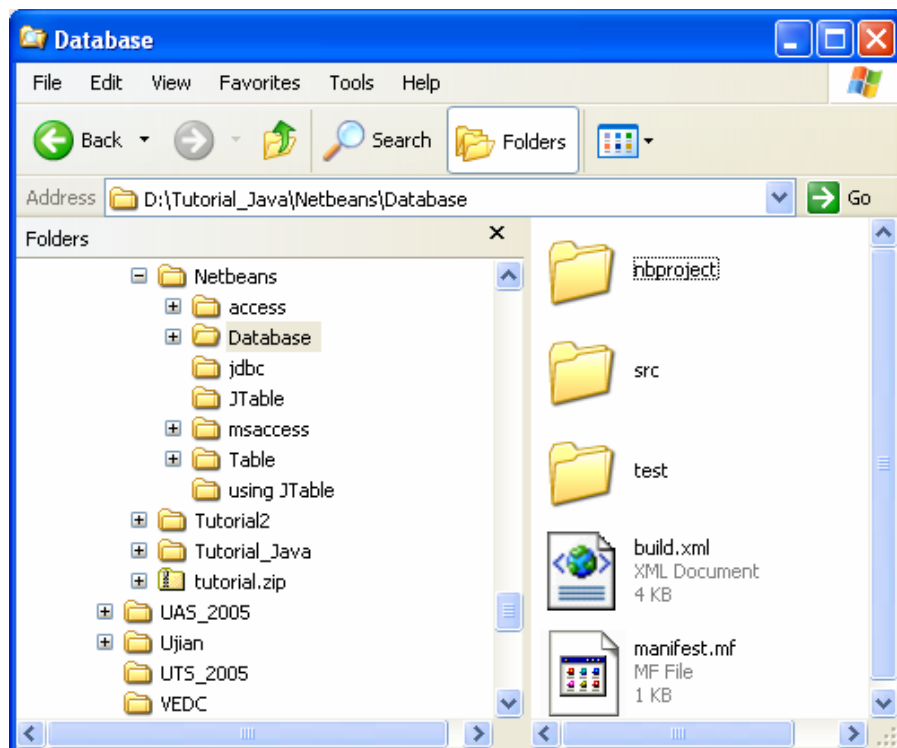 Database
File Edit View Favorites Tools Help
Back Search Folders
Address D:\Tutorial_Java\Netbeans\Database Go
Folders
Netbeans
access
Database
jdbc
JTable
msaccess
Table
using JTable
Tutorial2
Tutorial_Java
tutorial.zip
UAS_2005
Ujian
UTS_2005
VEDC
nbproject
src
test
build.xml
XML Document
4 KB
manifest.mf
MF File
1 KB